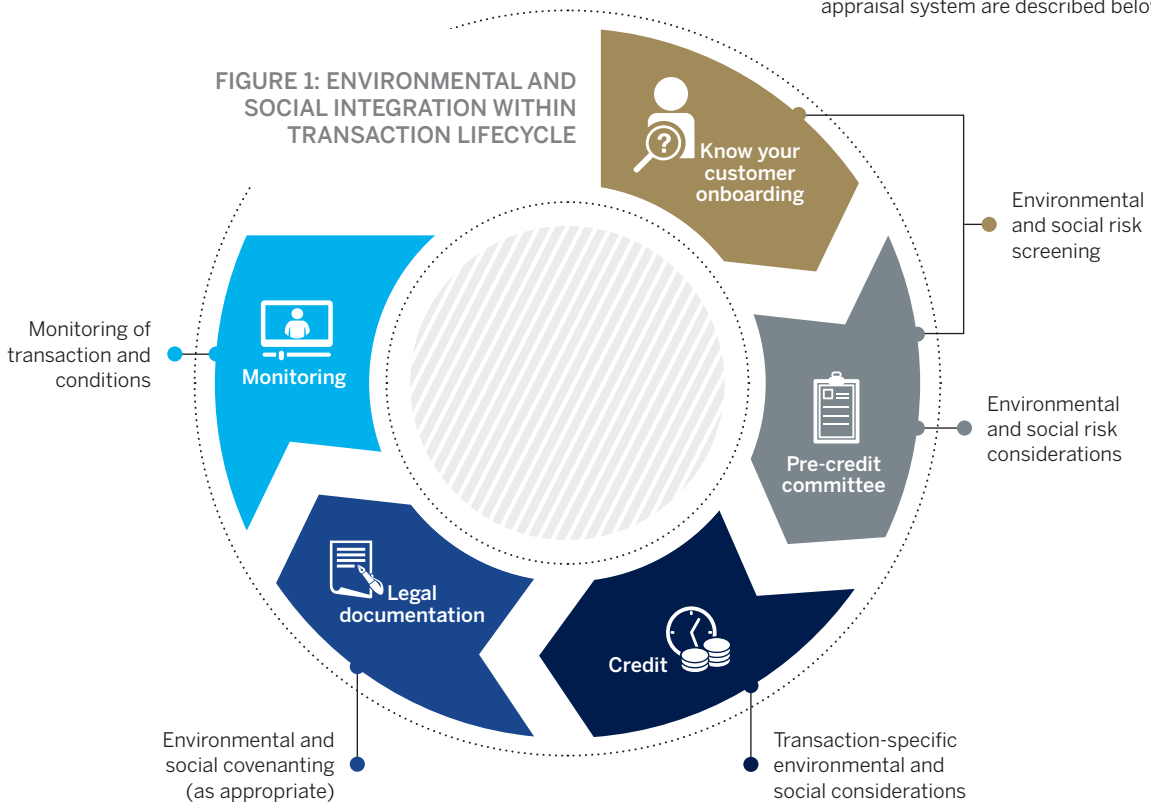 appraisal system are described below
FIGURE 1: ENVIRONMENTAL AND
SOCIAL INTEGRATION WITHIN
TRANSACTION LIFECYCLE
?
Know your
customer
onboarding
Environmental
and social risk
screening
Pre-credit
committee
Environmental
and social risk
considerations
Credit
Transaction-specific
environmental and
social considerations
Legal
documentation
Environmental and
social covenanting
(as appropriate)
Monitoring
Monitoring of
transaction and
conditions